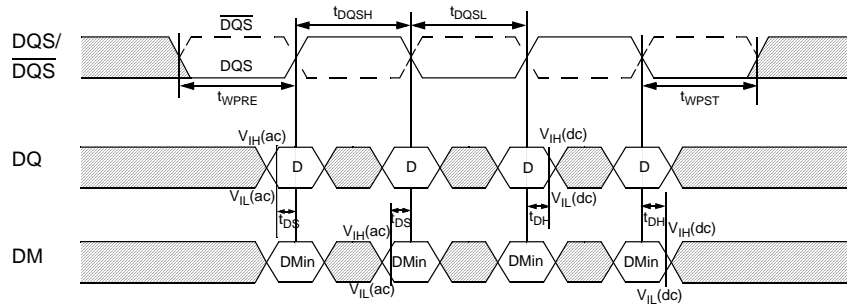 DQS/
DQS
DQS
DQS
tDQSH
tDQSL
tWPRE
tWPST
DQ
VIH(ac)
VIL(ac)
D
D
D
D
VIH(dc)
VIL(dc)
tDS
tDS
tDH
tDH
DM
VIH(ac)
VIL(ac)
DMin
DMin
DMin
DMin
VIH(dc)
VIL(dc)